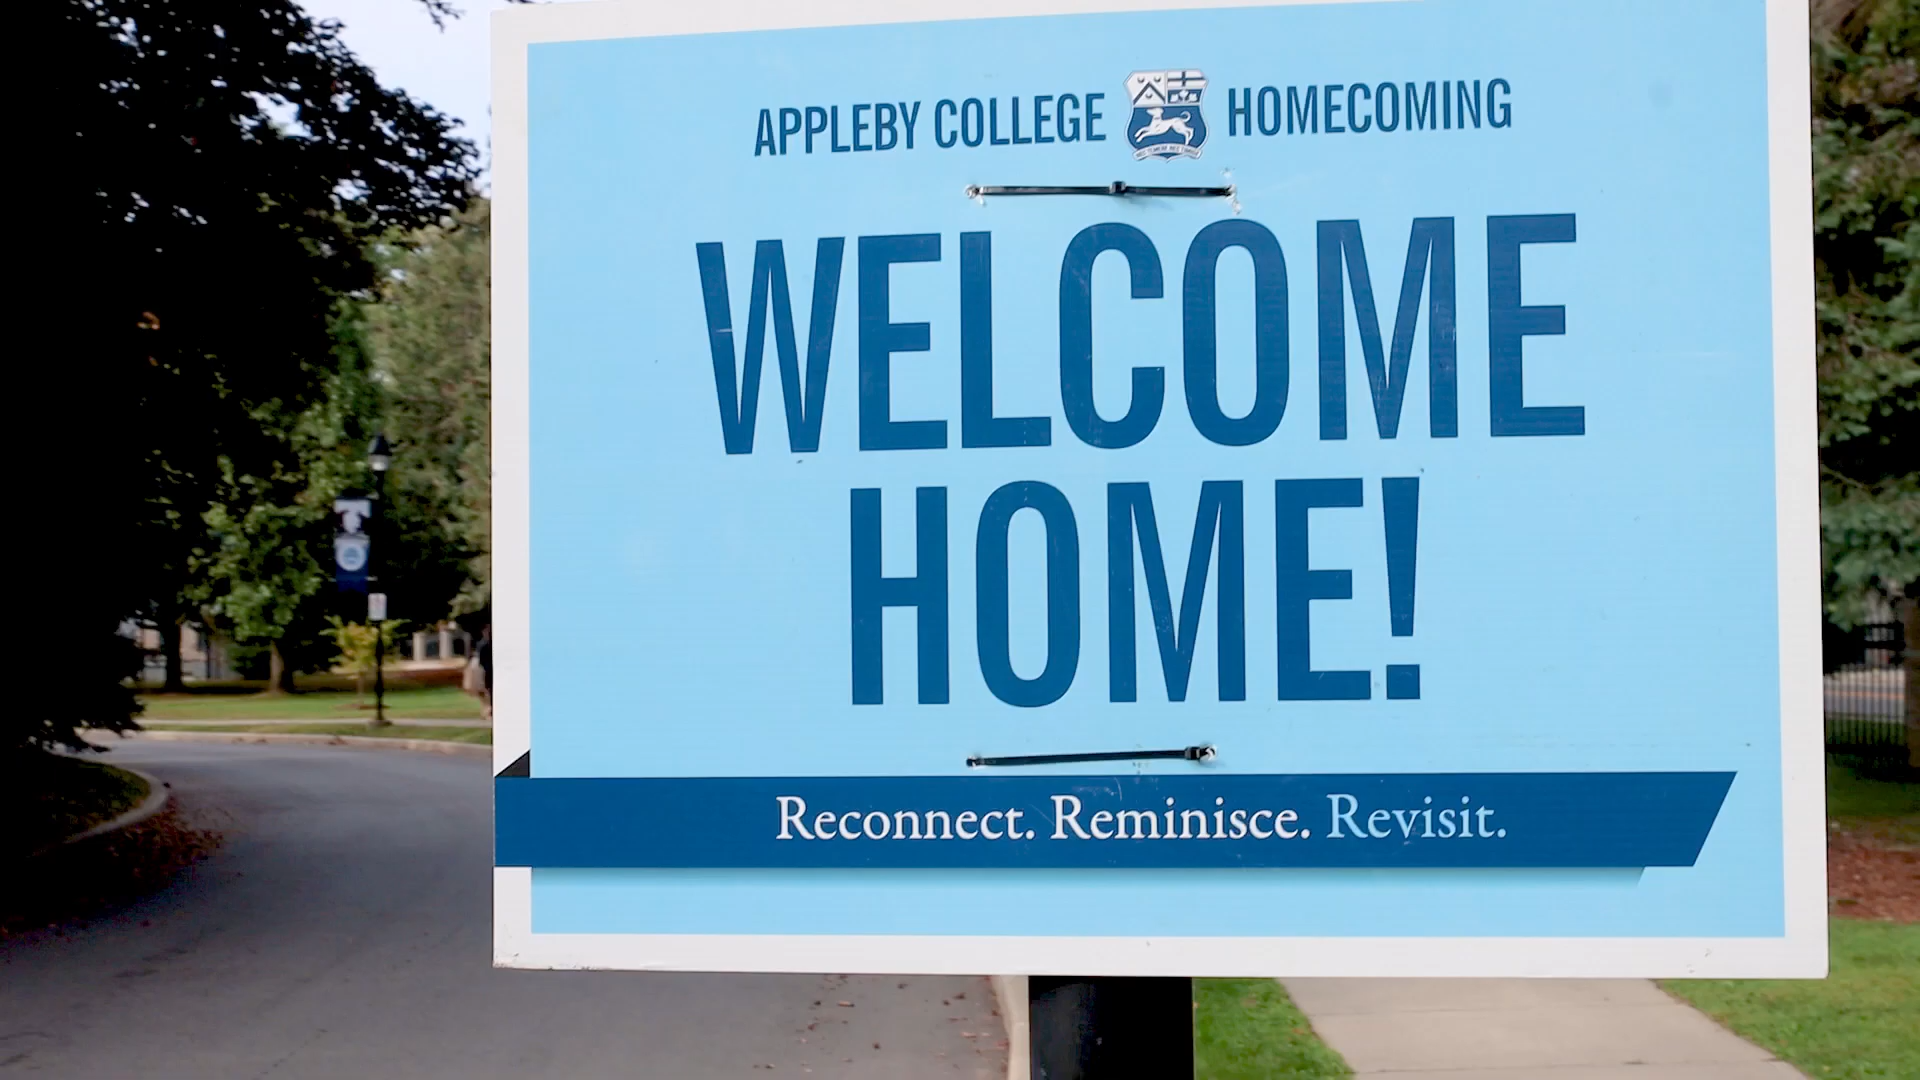 APPLEBY COLLEGE HOMECOMING
WELCOME
HOME!
Reconnect. Reminisce. Revisit.